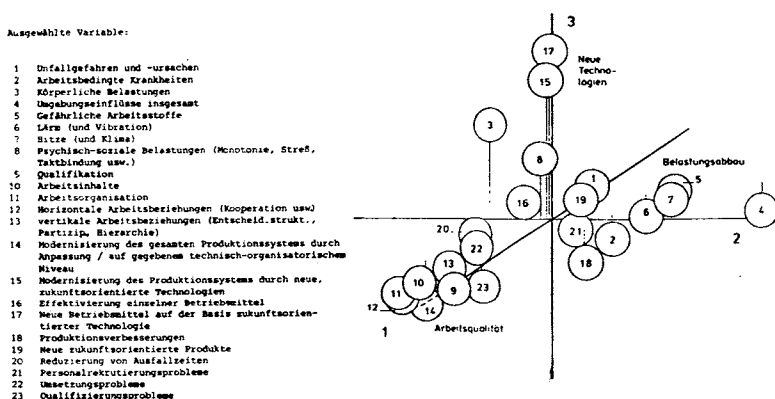 Ausgewählte Variable:
1 Unfallgefahren und -ursachen
2 Arbeitsbedingte Krankheiten
3 Körperliche Belastungen
4 Umgebungseinflüsse insgesamt
5 Gefährliche Arbeitsstoffe
6 Lärm (und Vibration)
7 Hitze (und Klima)
8 Psychisch-soziale Belastungen (Monotonie, Streß,
Taktbindung usw.)
5 Qualifikation
10 Arbeitsinhalte
11 Arbeitsorganisation
12 Horizontale Arbeitsbeziehungen (Kooperation usw)
13 vertikale Arbeitsbeziehungen (Entscheid.strukt.,
Partizip, Hierarchie)
14 Modernisierung des gesamten Produktionssystems durch
Anpassung / auf gegebenem technisch-organisatorischem
Niveau
15 Modernisierung des Produktionssystems durch neue,
zukunftsorientierte Technologien
16 Effektivierung einzelner Betriebsmittel
17 Neue Betriebsmittel auf der Basis zukunftsorien-
tierter Technologie
18 Produktionsverbesserungen
19 Neue zukunftsorientierte Produkte
20 Reduzierung von Ausfallzeiten
21 Personalrekrutierungsprobleme
22 Umsetzungsprobleme
23 Qualifizierungsprobleme
3
17
Neue
Techno-
logien
15
3
8
1
Belastungsabbau
5
16
19
7
6
4
20.
21
2
2
22
18
13
10
11
9
23
12
14
1
Arbeitsqualität